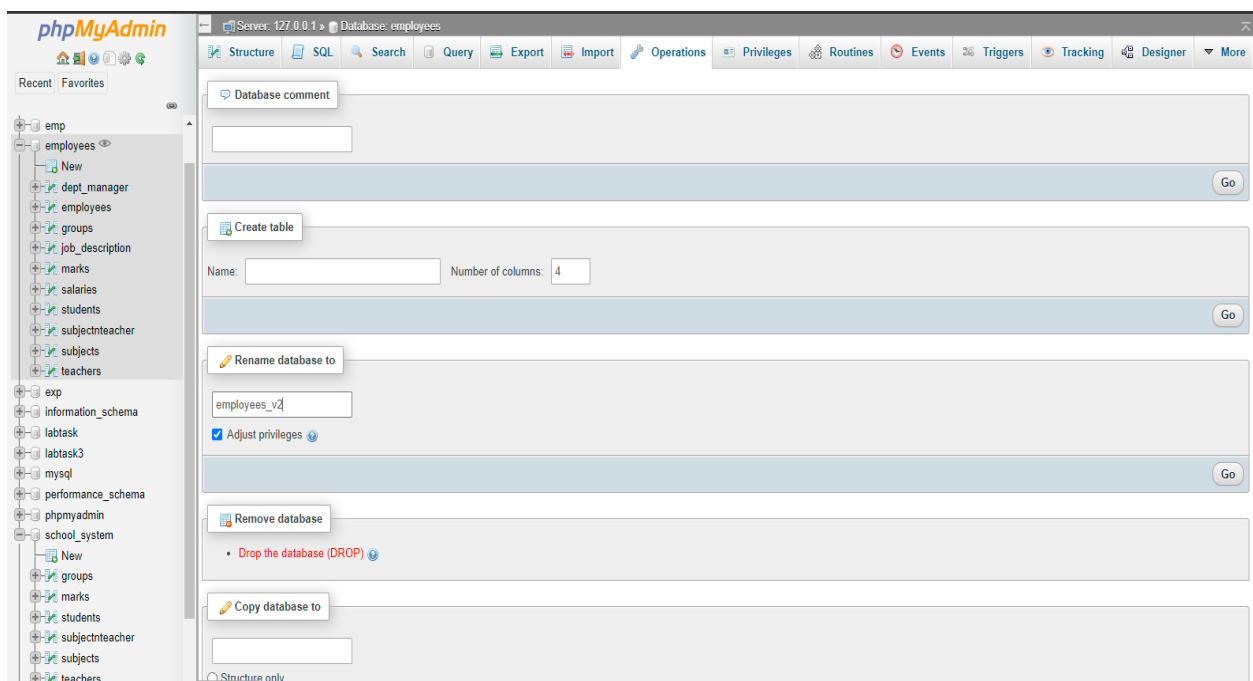 phpMyAdmin
Recent Favorites
emp
employees
New
dept_manager
employees
groups
job_description
marks
salaries
students
subjectnteacher
subjects
teachers
exp
information_schema
labtask
labtask3
mysql
performance_schema
phpmyadmin
school_system
New
groups
marks
students
subjectnteacher
subjects
teachers
Server: 127.0.0.1 » Database: employees
Structure SQL Search Query Export Import Operations Privileges Routines Events Triggers Tracking Designer More
Database comment
Go
Create table
Name: Number of columns: 4
Go
Rename database to
employees_v2
Adjust privileges
Go
Remove database
Drop the database (DROP)
Copy database to
Structure only